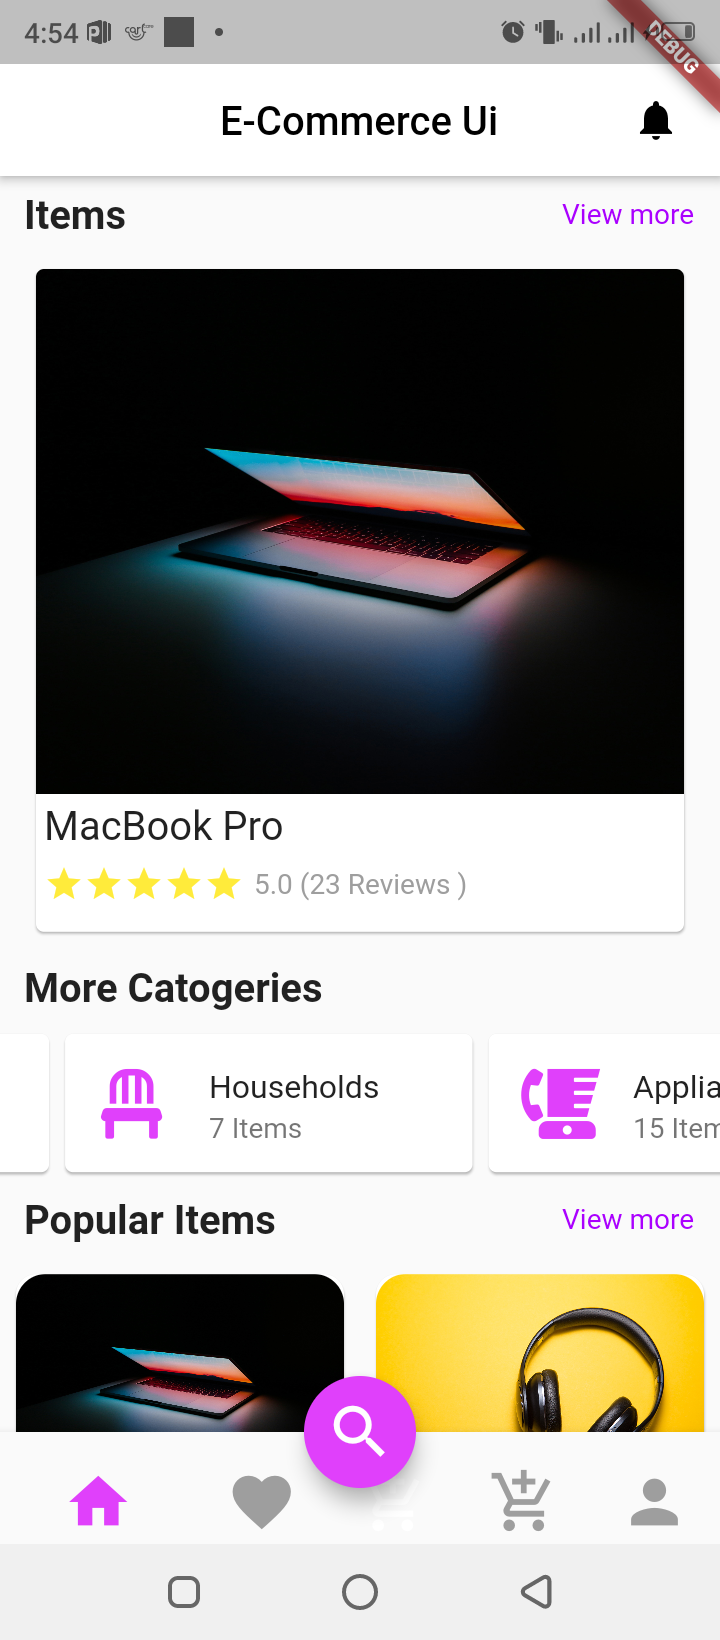 4:54
DEBUG
E-Commerce Ui
Items
View more
MacBook Pro
5.0 (23 Reviews )
More Catogeries
Households
7 Items
Applia
15 Item
Popular Items
View more